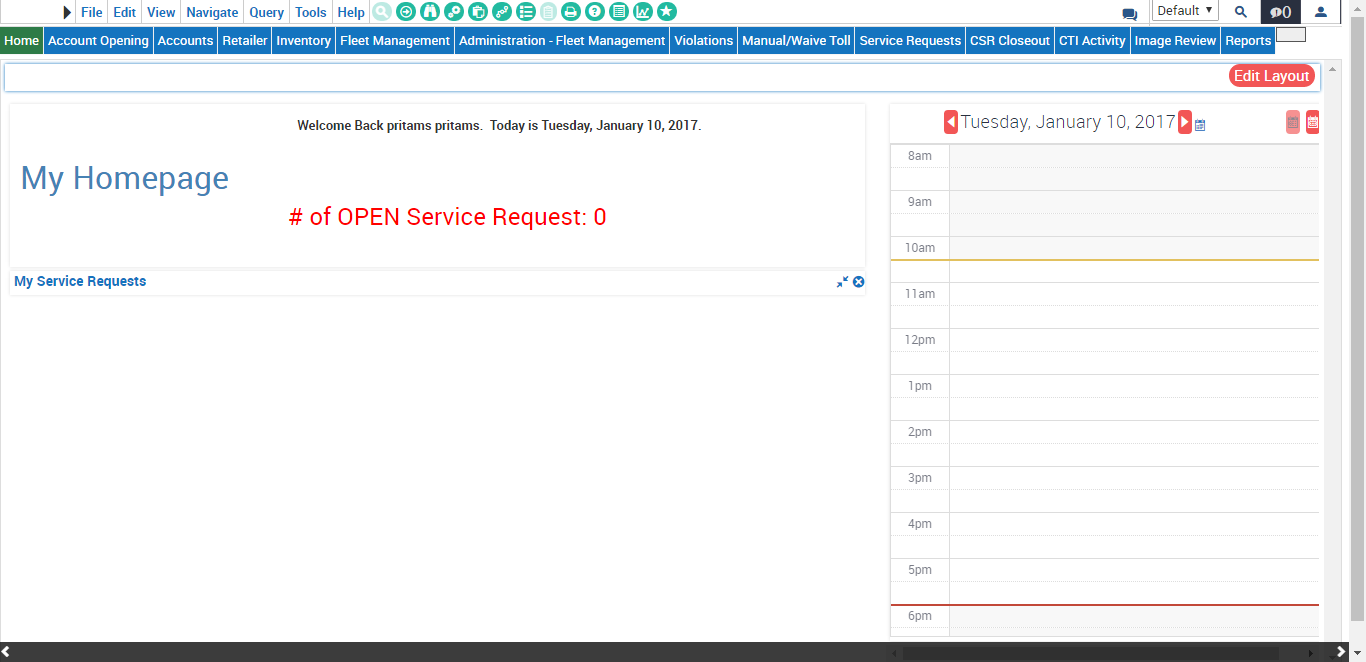 File Edit View Navigate Query Tools Help Default 0
Home Account Opening Accounts Retailer Inventory Fleet Management Administration - Fleet Management Violations Manual/Waive Toll Service Requests CSR Closeout CTI Activity Image Review Reports
Edit Layout
Welcome Back pritams pritams.  Today is Tuesday, January 10, 2017.
My Homepage
# of OPEN Service Request: 0
My Service Requests
Tuesday, January 10, 2017
8am
9am
10am
11am
12pm
1pm
2pm
3pm
4pm
5pm
6pm